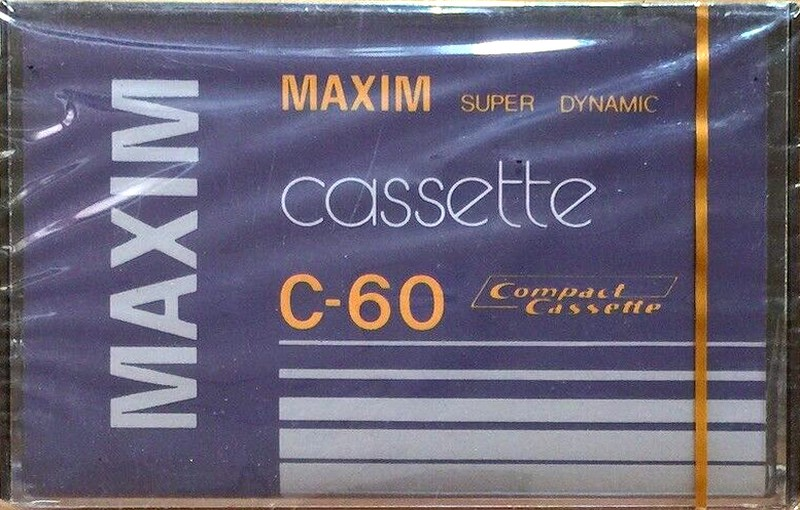 MAXIM
MAXIM SUPER DYNAMIC
cassette
C-60
Compact
Cassette